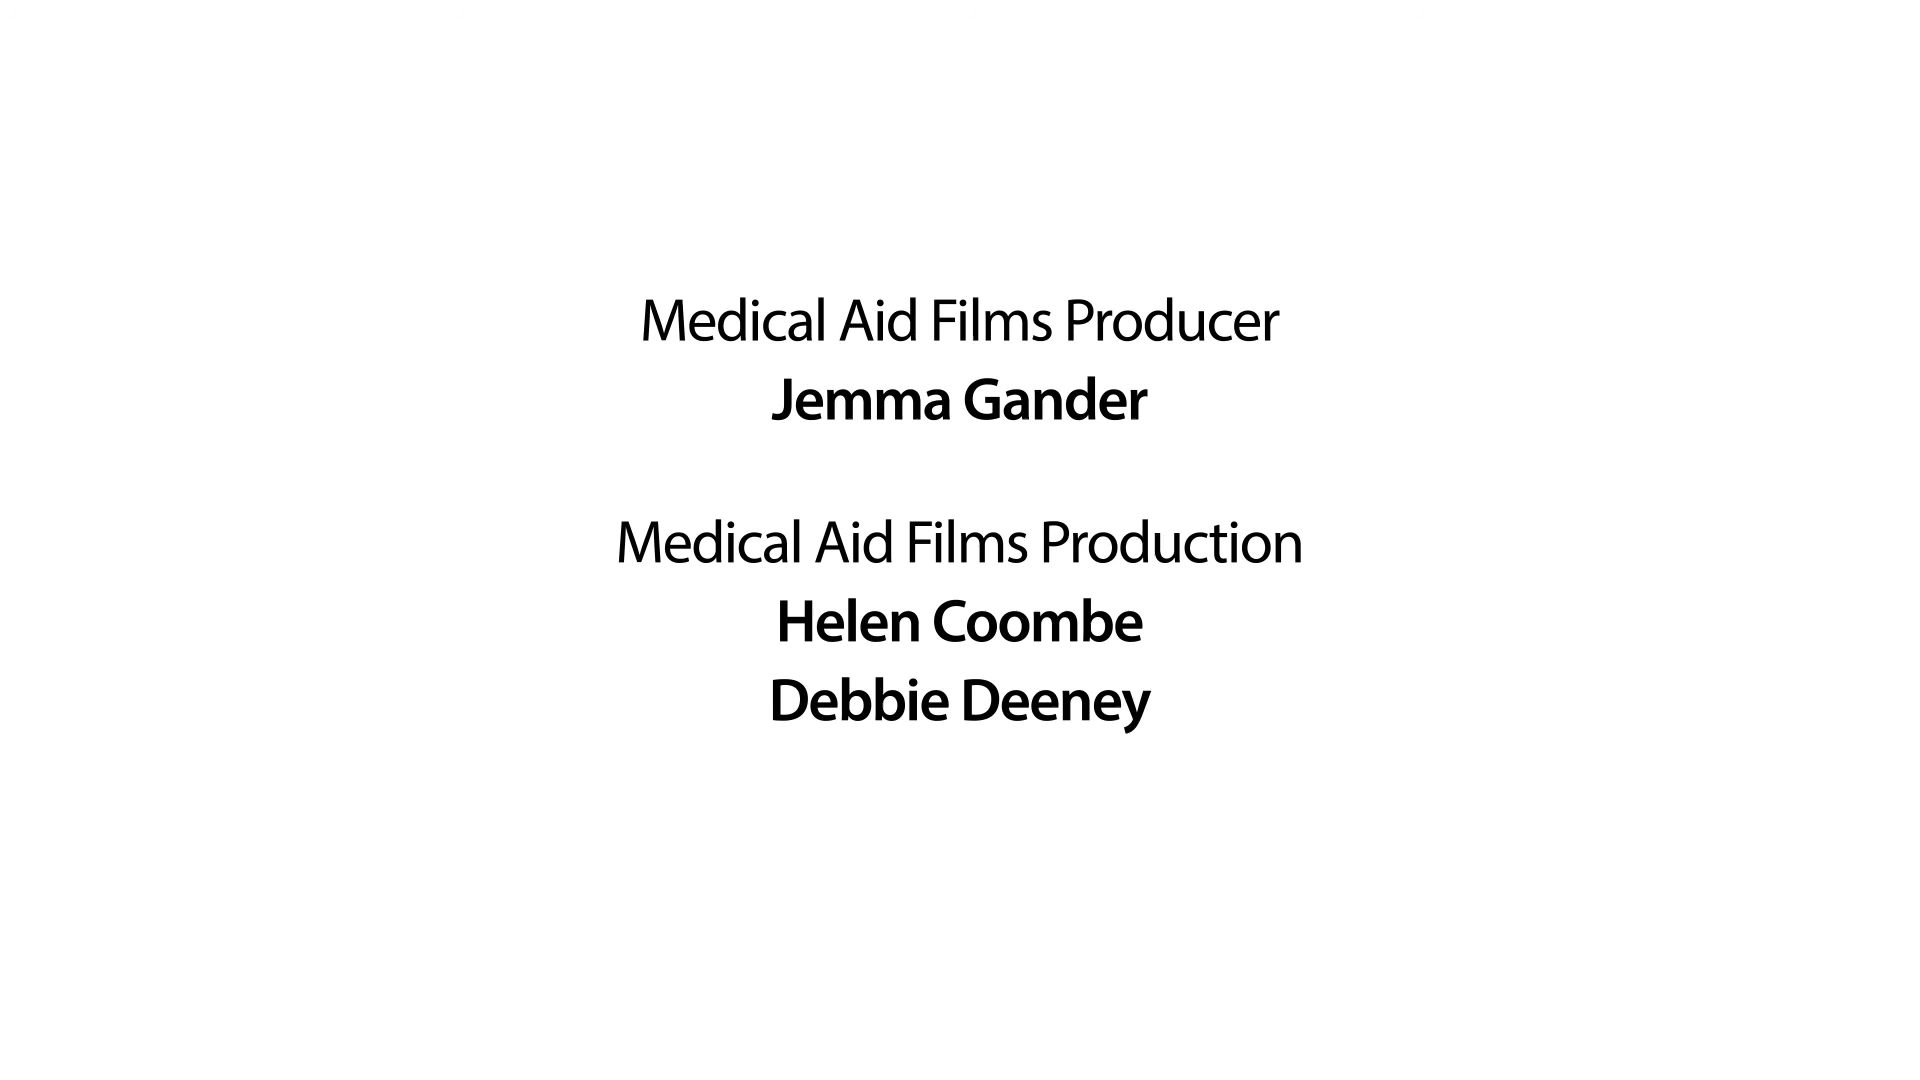 Medical Aid Films Producer
Jemma Gander
Medical Aid Films Production
Helen Coombe
Debbie Deeney